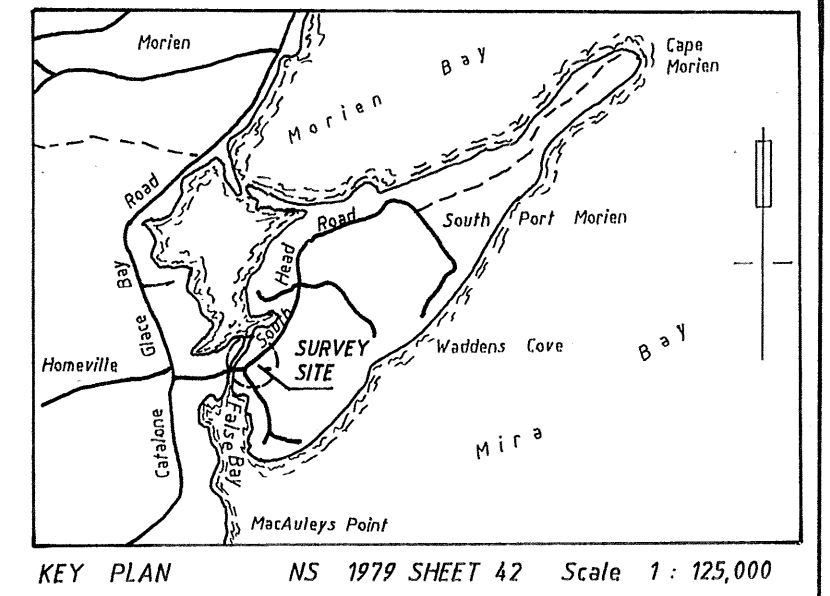 Morien
Morien Bay
Cape
Morien
Glace Bay Road
South Head Road
South Port Morien
SURVEY
SITE
Waddens Cove
Homeville
Catalone
False Bay
Mira Bay
MacAuleys Point
KEY PLAN NS 1979 SHEET 42 Scale 1 : 125,000